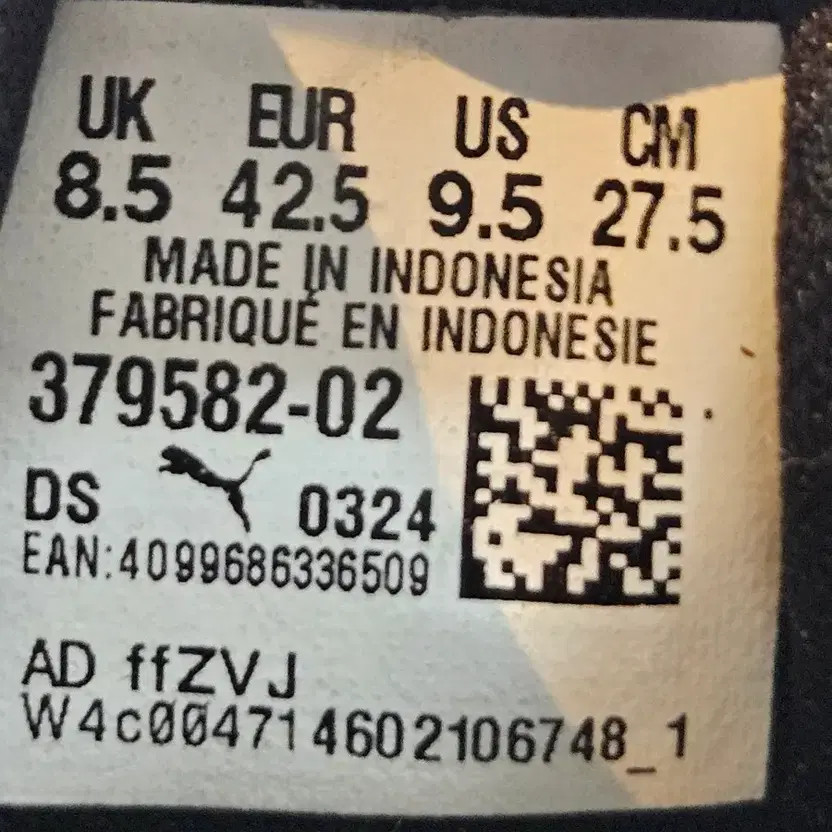 UK EUR US CM
8.5 42.5 9.5 27.5
MADE IN INDONESIA
FABRIQUÉ EN INDONESIE
379582-02
DS 0324
EAN:4099686336509
AD ffZVJ
W4c004714602106748_1